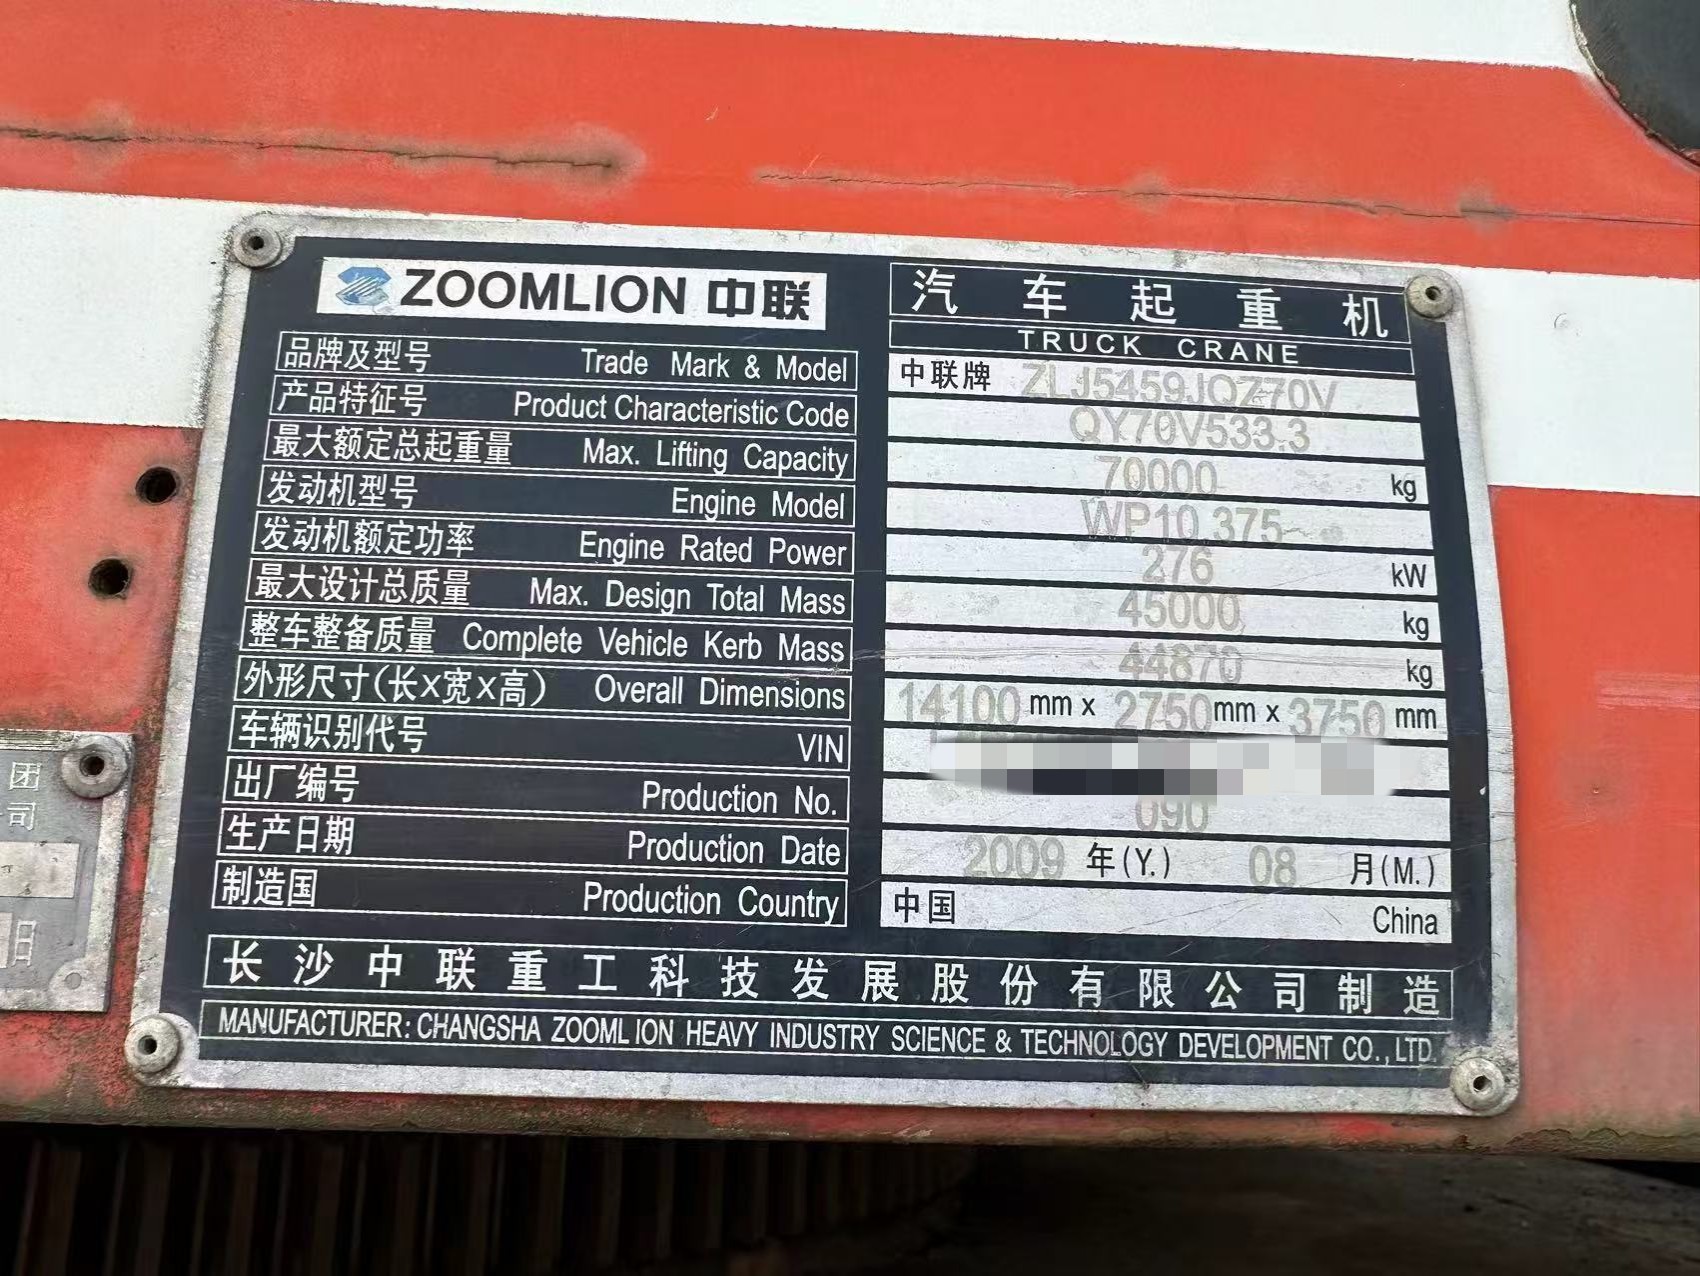 ZOOMLION 中联
汽车起重机
TRUCK CRANE
品牌及型号 Trade Mark & Model 中联牌 ZLJ5459JQZ70V
产品特征号 Product Characteristic Code QY70V533.3
最大额定总起重量 Max. Lifting Capacity 70000 kg
发动机型号 Engine Model WP10.375
发动机额定功率 Engine Rated Power 276 kW
最大设计总质量 Max. Design Total Mass 45000 kg
整车整备质量 Complete Vehicle Kerb Mass 44870 kg
外形尺寸(长X宽X高) Overall Dimensions 14100 mm x 2750 mm x 3750 mm
车辆识别代号 VIN
出厂编号 Production No. 090
生产日期 Production Date 2009 年(Y.) 08 月(M.)
制造国 Production Country 中国 China
长沙中联重工科技发展股份有限公司制造
MANUFACTURER: CHANGSHA ZOOMLION HEAVY INDUSTRY SCIENCE & TECHNOLOGY DEVELOPMENT CO., LTD.
团
司
日